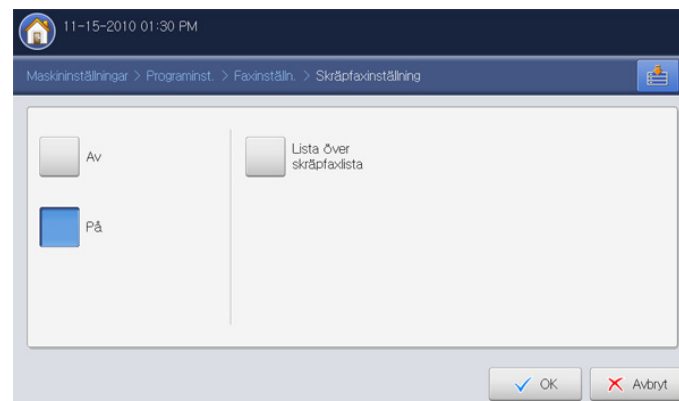 11-15-2010 01:30 PM
Maskininställningar > Programinst. > Faxinställn. > Skräpfaxinställning
Av
Lista över
skräpfaxlista
På
OK
Avbryt